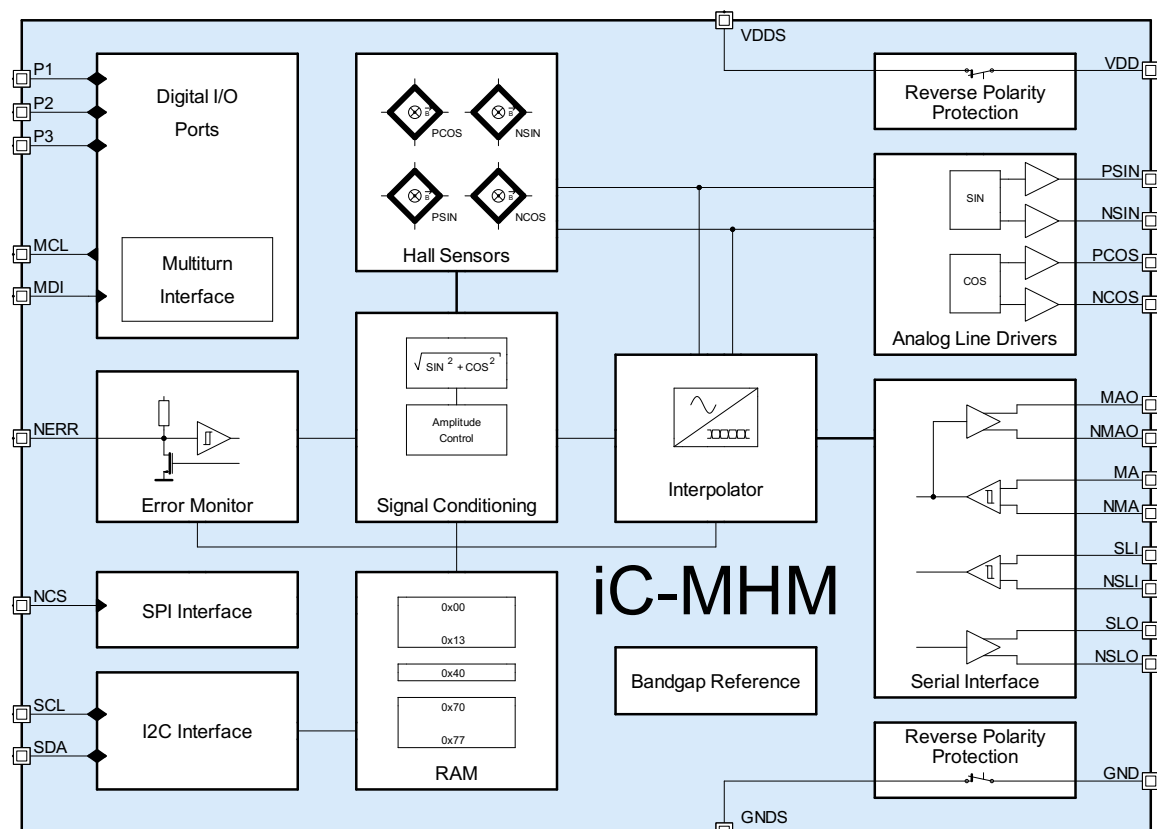 VDDS
P1
P2
P3
MCL
MDI
Digital I/O
Ports
Multiturn
Interface
B
PCOS
B
NSIN
B
PSIN
B
NCOS
Hall Sensors
Reverse Polarity
Protection
VDD
SIN
COS
Analog Line Drivers
PSIN
NSIN
PCOS
NCOS
NERR
Error Monitor
√SIN² + COS²
Amplitude
Control
Signal Conditioning
Interpolator
MAO
NMAO
MA
NMA
SLI
NSLI
SLO
NSLO
Serial Interface
iC-MHM
NCS
SPI Interface
SCL
SDA
I2C Interface
0x00
0x13
0x40
0x70
0x77
RAM
Bandgap Reference
Reverse Polarity
Protection
GND
GNDS